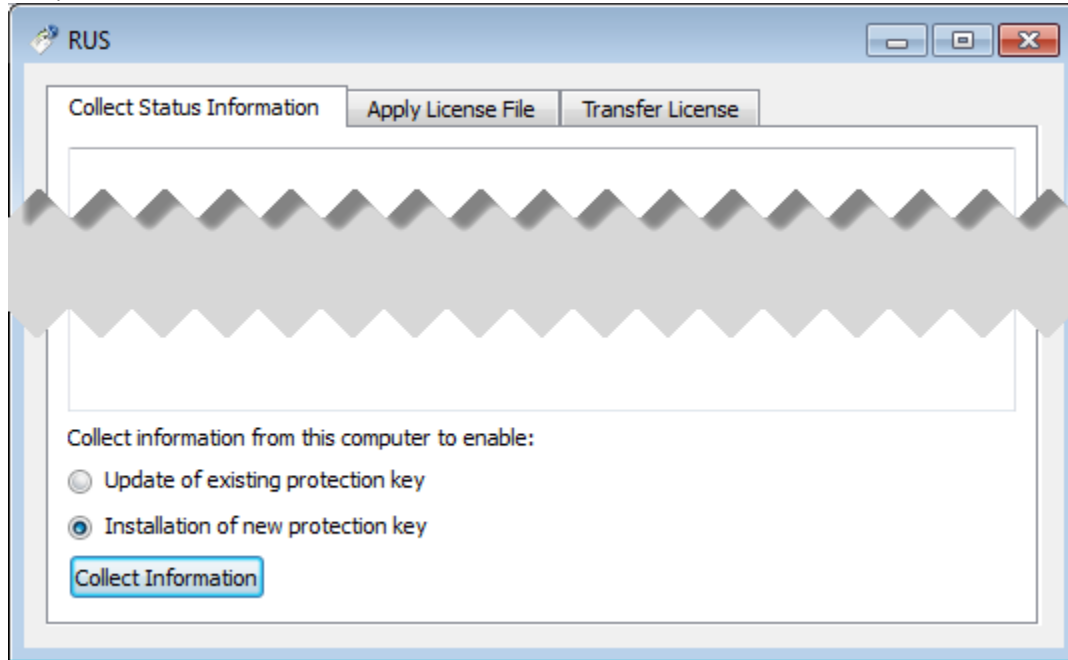 RUS
Collect Status Information Apply License File Transfer License
Collect information from this computer to enable:
Update of existing protection key
Installation of new protection key
Collect Information